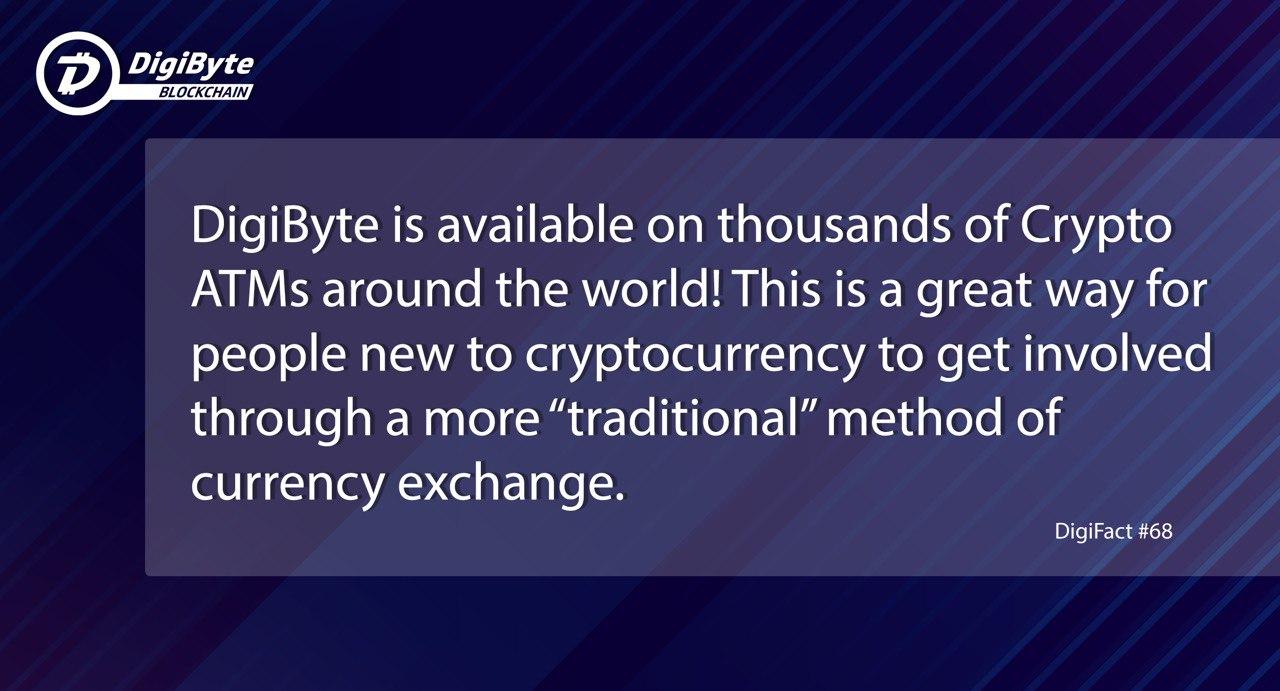 DigiByte
BLOCKCHAIN
DigiByte is available on thousands of Crypto
ATMs around the world! This is a great way for
people new to cryptocurrency to get involved
through a more “traditional” method of
currency exchange.
DigiFact #68